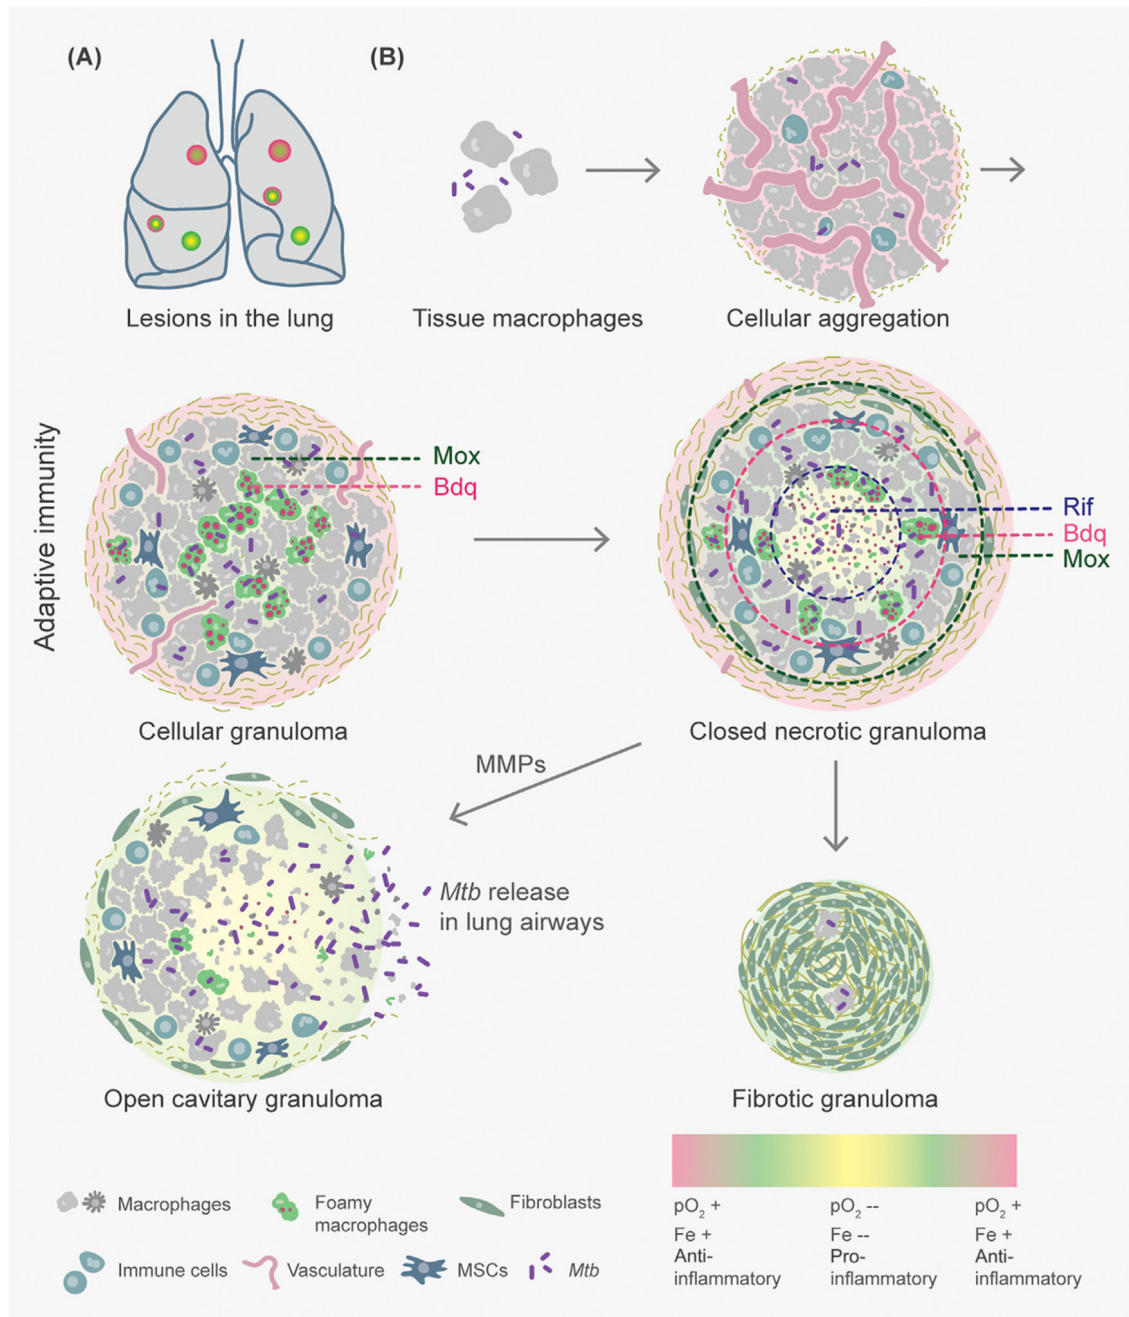 (A)
(B)
Lesions in the lung
Tissue macrophages
Cellular aggregation
Adaptive immunity
Mox
Bdq
Rif
Bdq
Mox
Cellular granuloma
Closed necrotic granuloma
MMPs
Mtb release
in lung airways
Open cavitary granuloma
Fibrotic granuloma
Macrophages
Foamy
macrophages
Fibroblasts
Immune cells
Vasculature
MSCs
Mtb
pO2 +
Fe +
Anti-
inflammatory
pO2 --
Fe --
Pro-
inflammatory
pO2 +
Fe +
Anti-
inflammatory